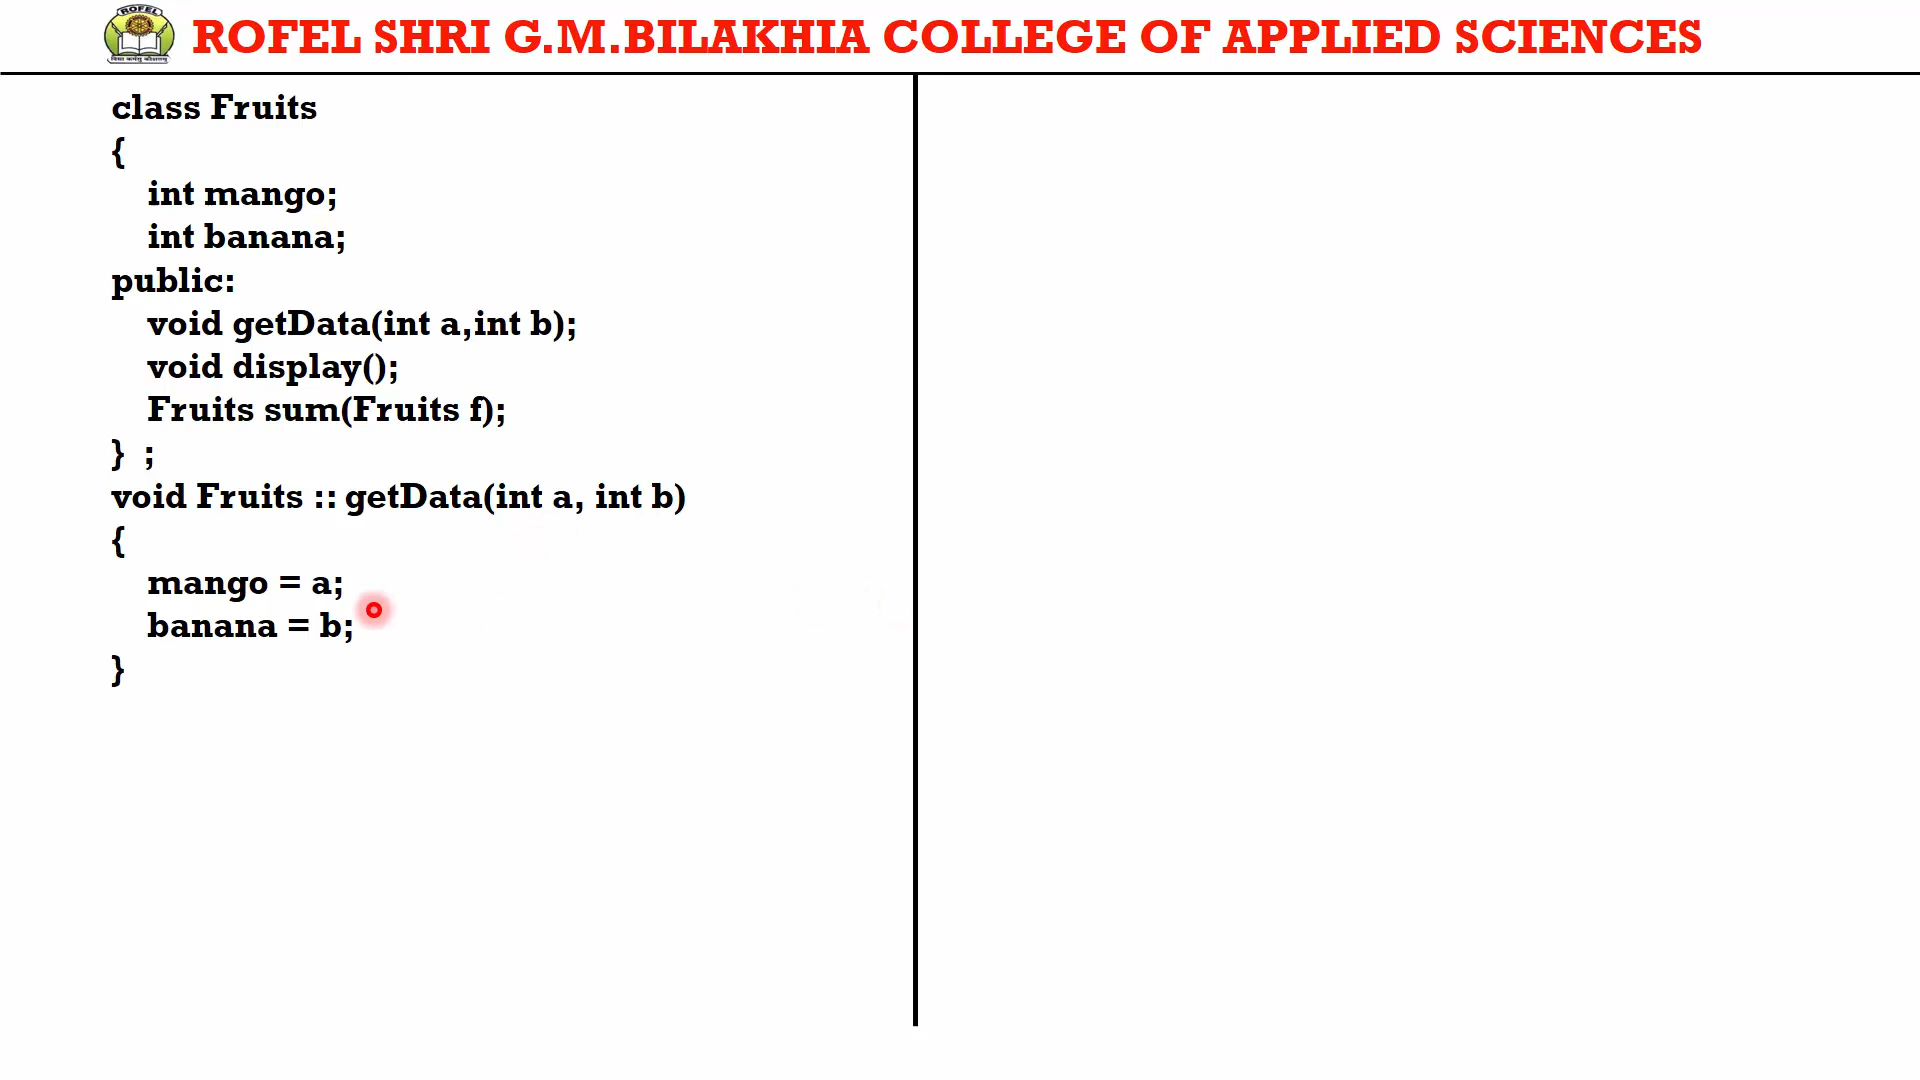 ROFEL
ROFEL SHRI G.M.BILAKHIA COLLEGE OF APPLIED SCIENCES
class Fruits
{
int mango;
int banana;
public:
void getData(int a,int b);
void display();
Fruits sum(Fruits f);
} ;
void Fruits :: getData(int a, int b)
{
mango = a;
banana = b;
}